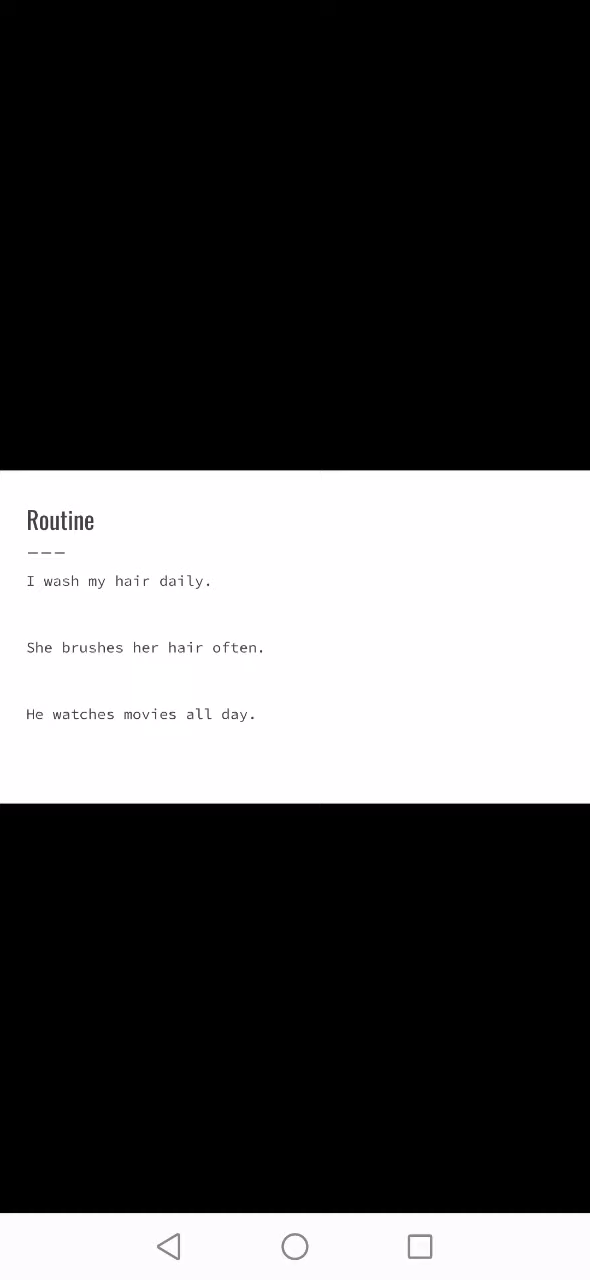 Routine
———
I wash my hair daily.
She brushes her hair often.
He watches movies all day.